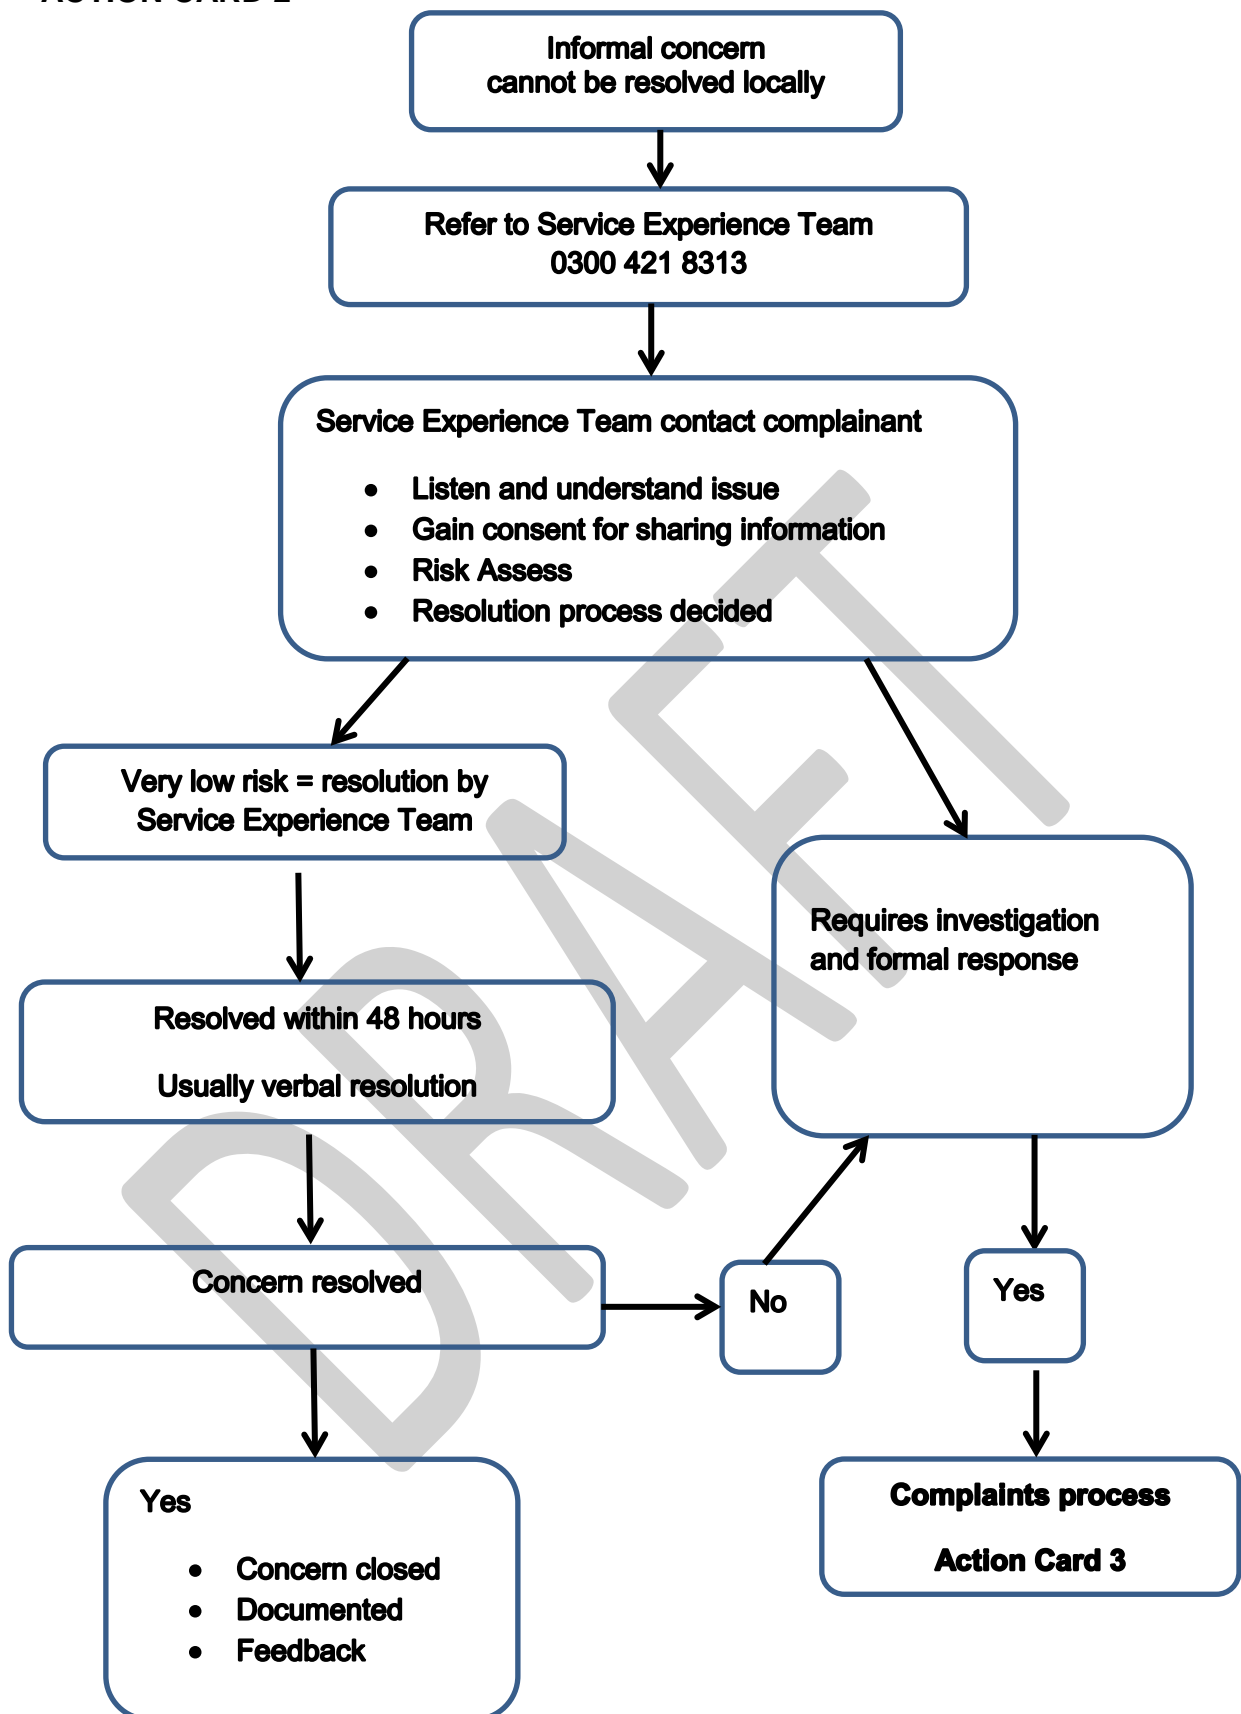 ACTION CARD 2
Informal concern
cannot be resolved locally
Refer to Service Experience Team
0300 421 8313
Service Experience Team contact complainant
● Listen and understand issue
● Gain consent for sharing information
● Risk Assess
● Resolution process decided
Very low risk = resolution by
Service Experience Team
Requires investigation
and formal response
Resolved within 48 hours
Usually verbal resolution
Concern resolved
No
Yes
Yes
● Concern closed
● Documented
● Feedback
Complaints process
Action Card 3
DRAFT